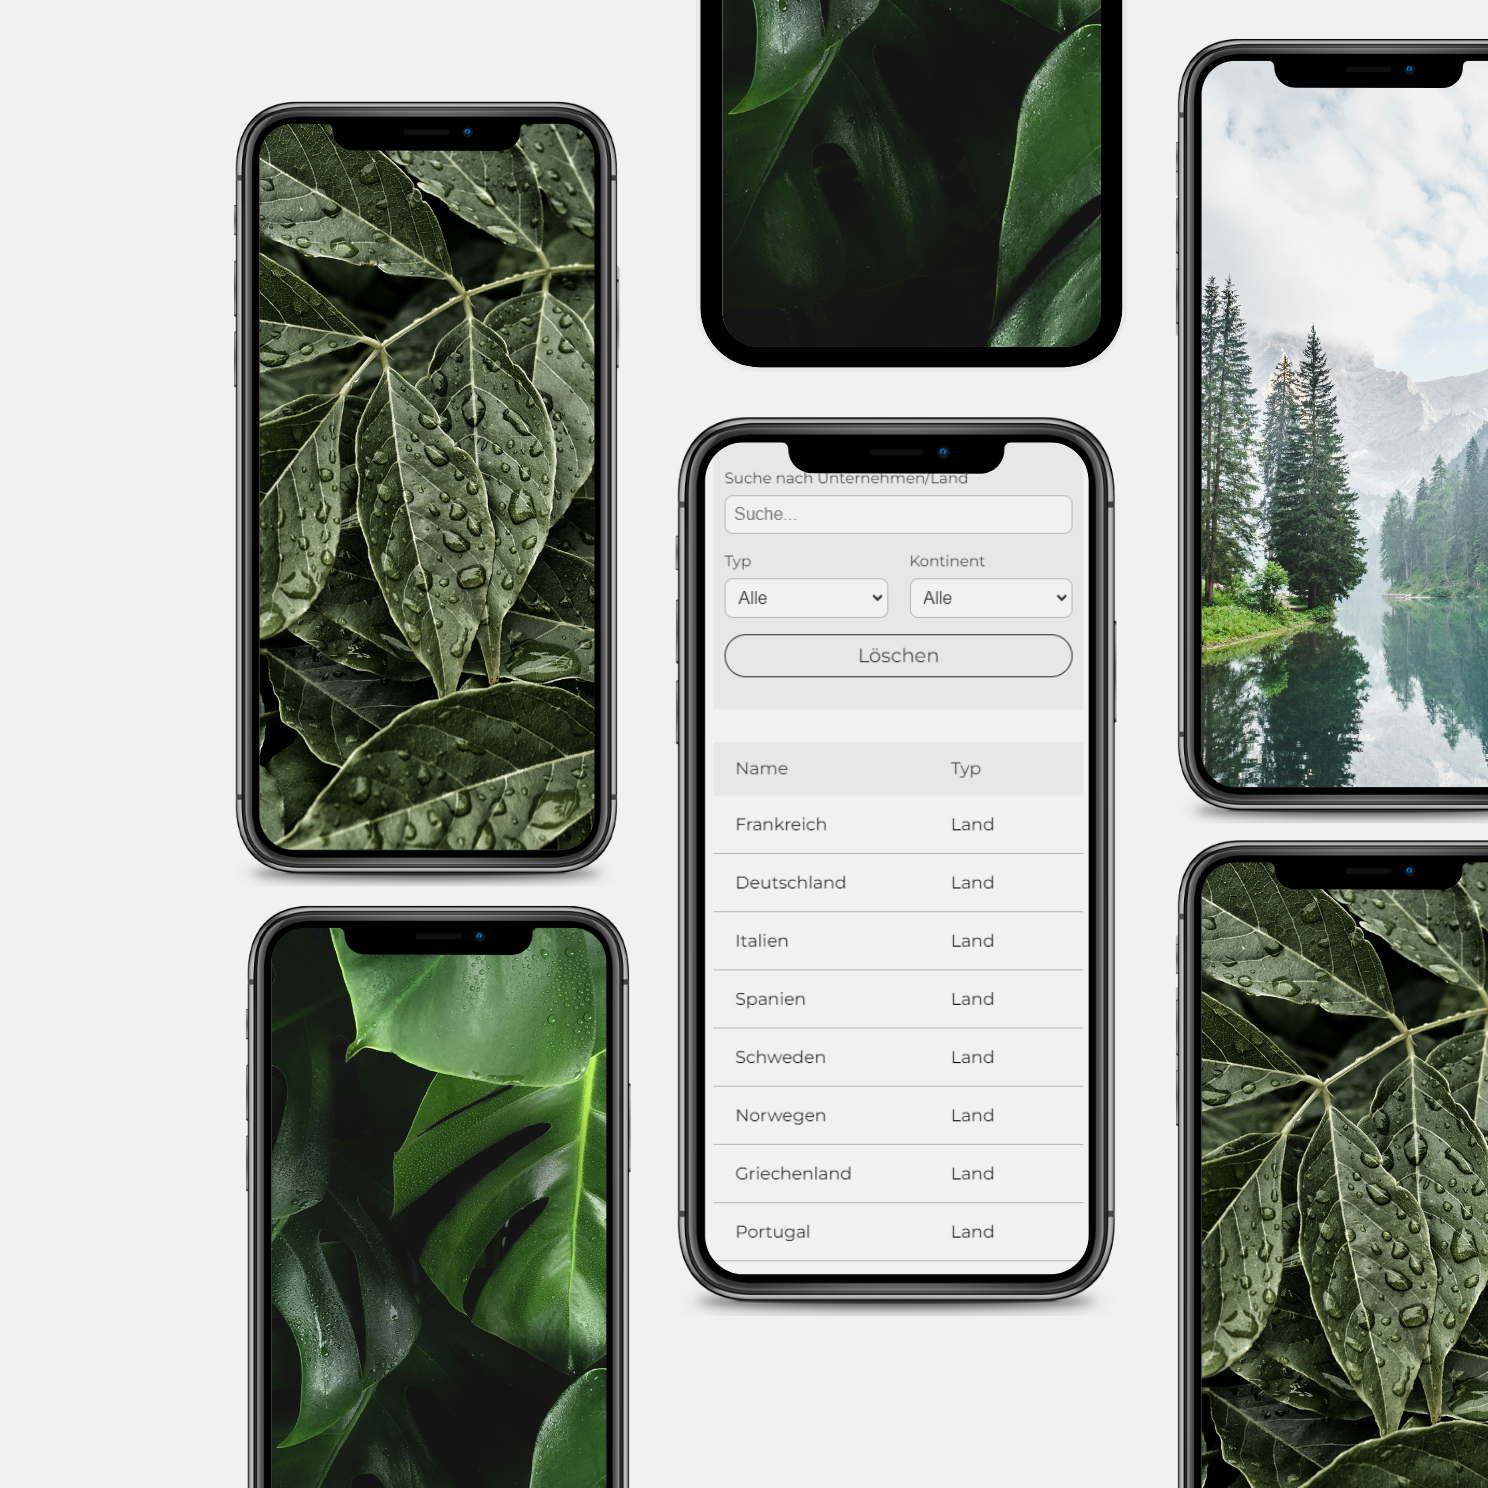 Suche nach Unternehmen/Land
Suche...
Typ Kontinent
Alle Alle
Löschen
Name Typ
Frankreich Land
Deutschland Land
Italien Land
Spanien Land
Schweden Land
Norwegen Land
Griechenland Land
Portugal Land